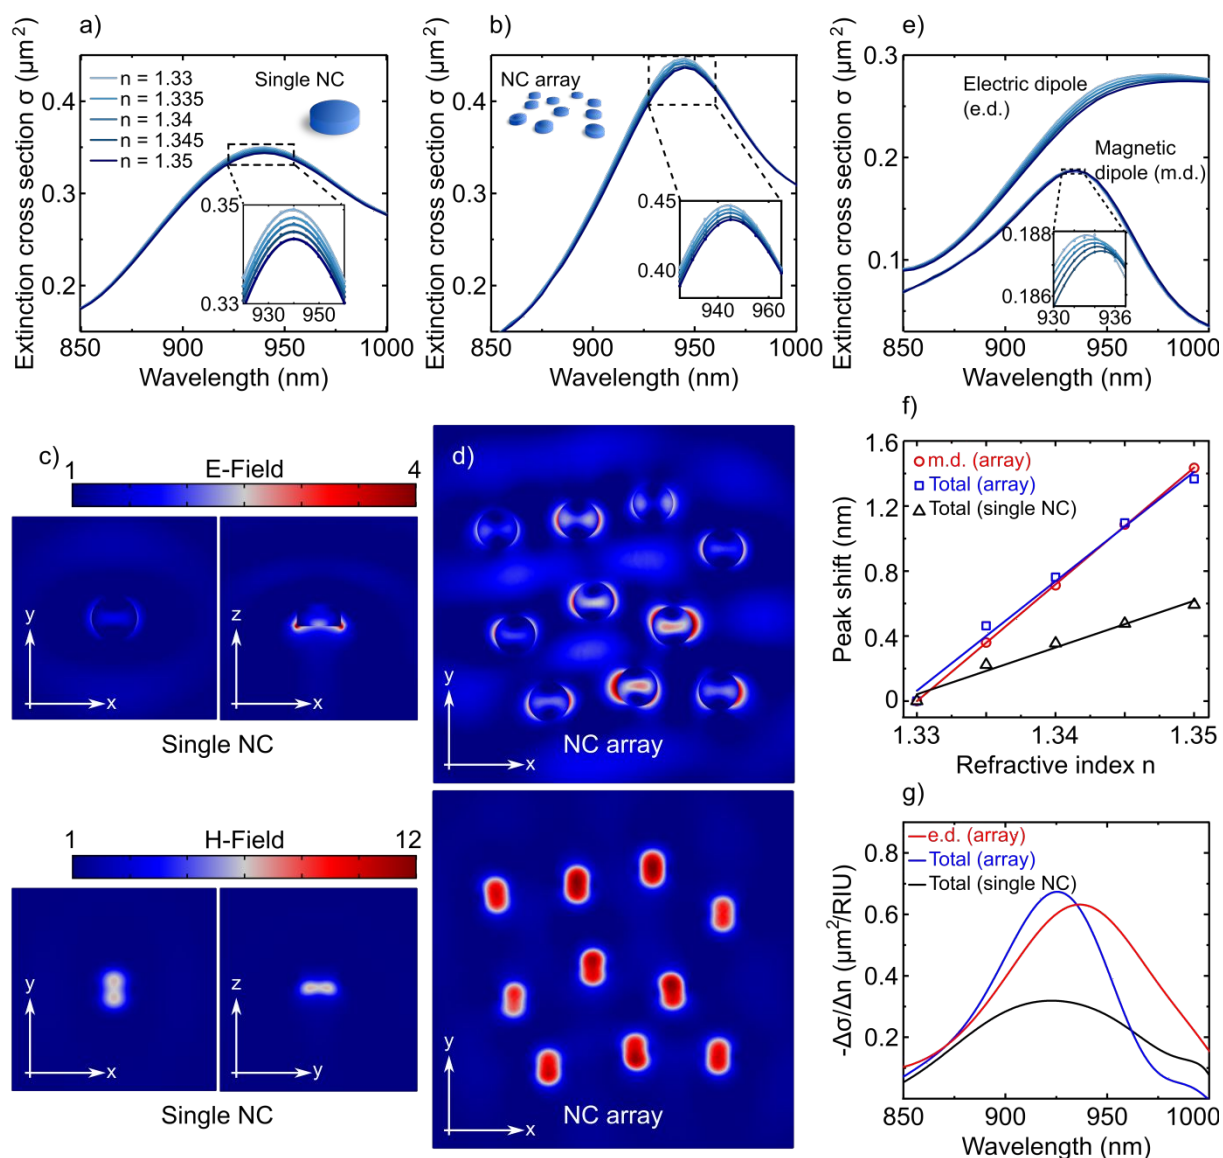 a)
Extinction cross section σ (μm²)
0.4
0.3
0.2
n = 1.33
n = 1.335
n = 1.34
n = 1.345
n = 1.35
Single NC
0.35
0.33
930 950
850 900 950 1000
Wavelength (nm)
b)
Extinction cross section σ (μm²)
0.4
0.3
0.2
NC array
0.45
0.40
940 960
850 900 950 1000
Wavelength (nm)
e)
Extinction cross section σ (μm²)
0.3
0.2
0.1
Electric dipole
(e.d.)
Magnetic
dipole (m.d.)
0.188
0.186
930 936
850 900 950 1000
Wavelength (nm)
c)
E-Field
1 4
y
x
z
x
Single NC
H-Field
1 12
y
x
z
y
Single NC
d)
y
x
NC array
y
x
NC array
f)
Peak shift (nm)
1.6
1.2
0.8
0.4
0
m.d. (array)
Total (array)
Total (single NC)
1.33 1.34 1.35
Refractive index n
g)
-Δσ/Δn (μm²/RIU)
0.8
0.6
0.4
0.2
e.d. (array)
Total (array)
Total (single NC)
850 900 950 1000
Wavelength (nm)